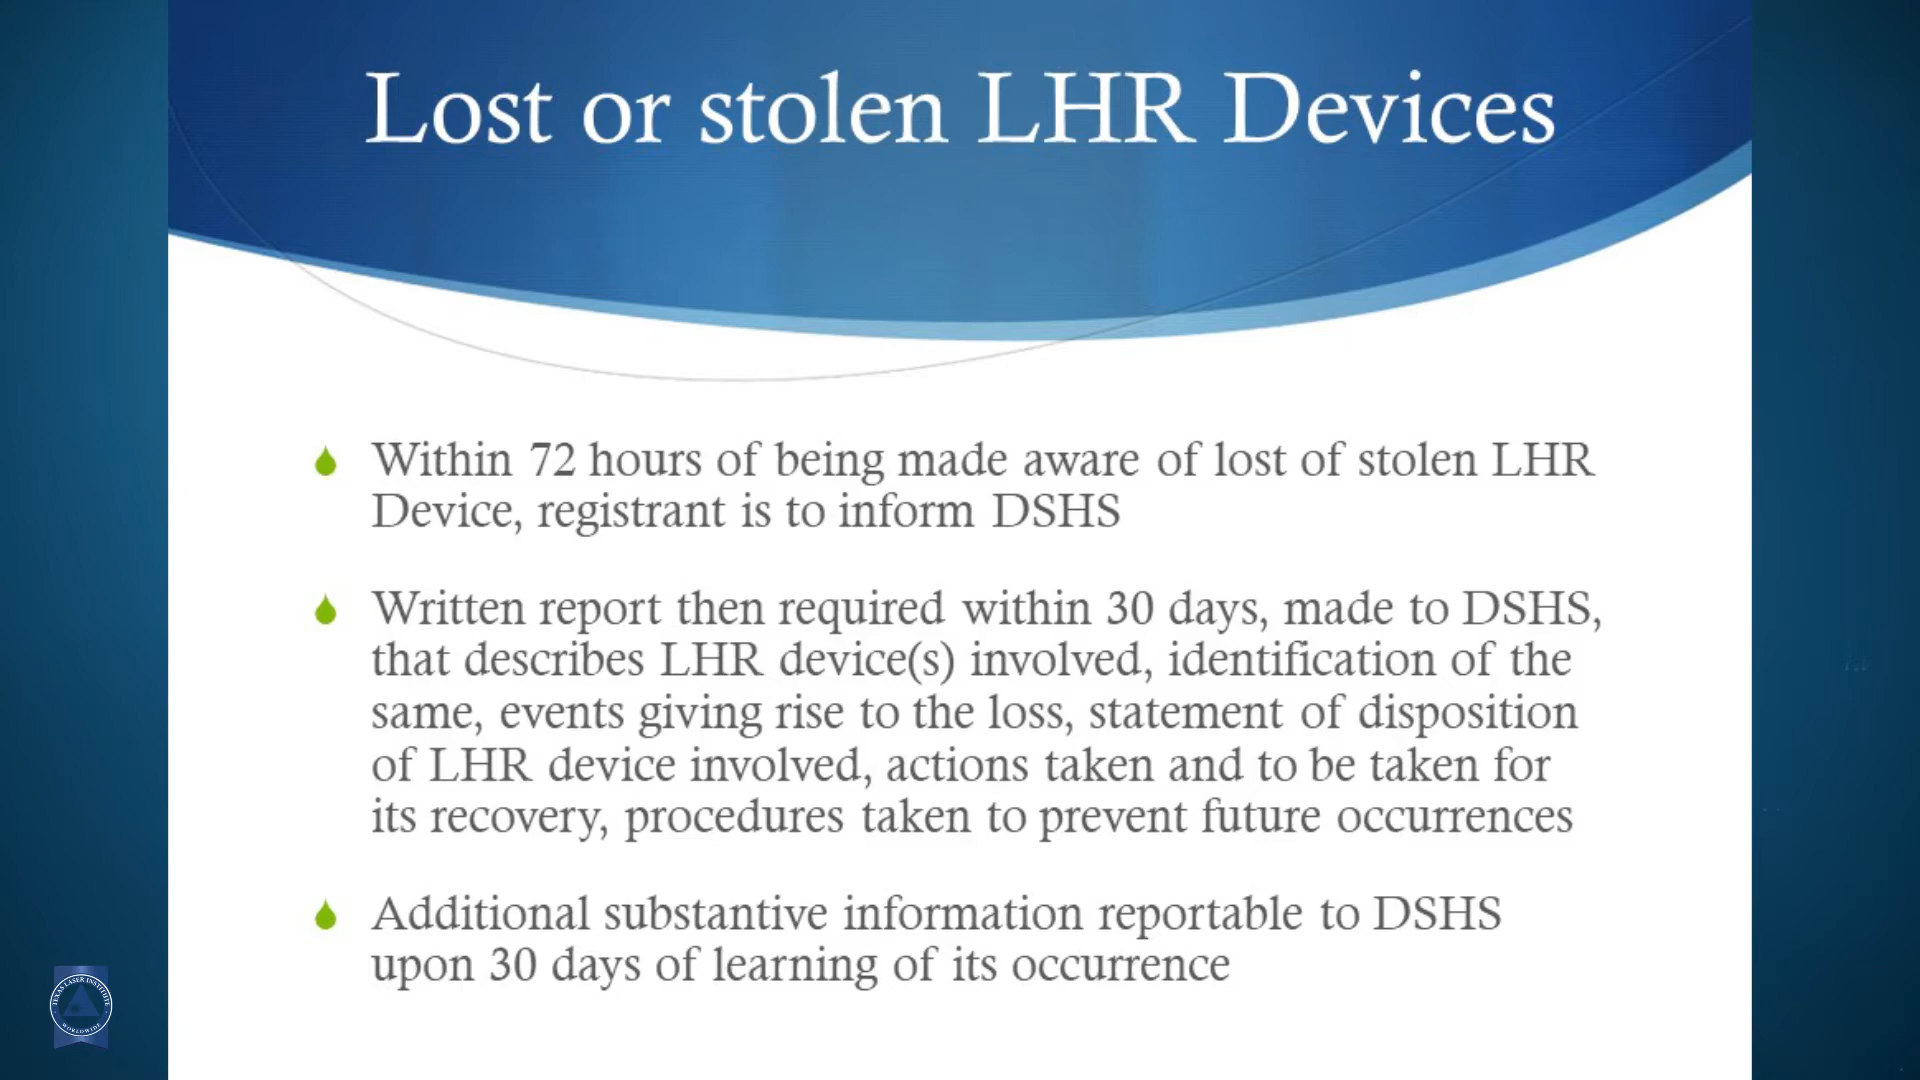 Lost or stolen LHR Devices
Within 72 hours of being made aware of lost of stolen LHR
Device, registrant is to inform DSHS
Written report then required within 30 days, made to DSHS,
that describes LHR device(s) involved, identification of the
same, events giving rise to the loss, statement of disposition
of LHR device involved, actions taken and to be taken for
its recovery, procedures taken to prevent future occurrences
Additional substantive information reportable to DSHS
upon 30 days of learning of its occurrence
TEXAS LASER INSTITUTE
WORLDWIDE